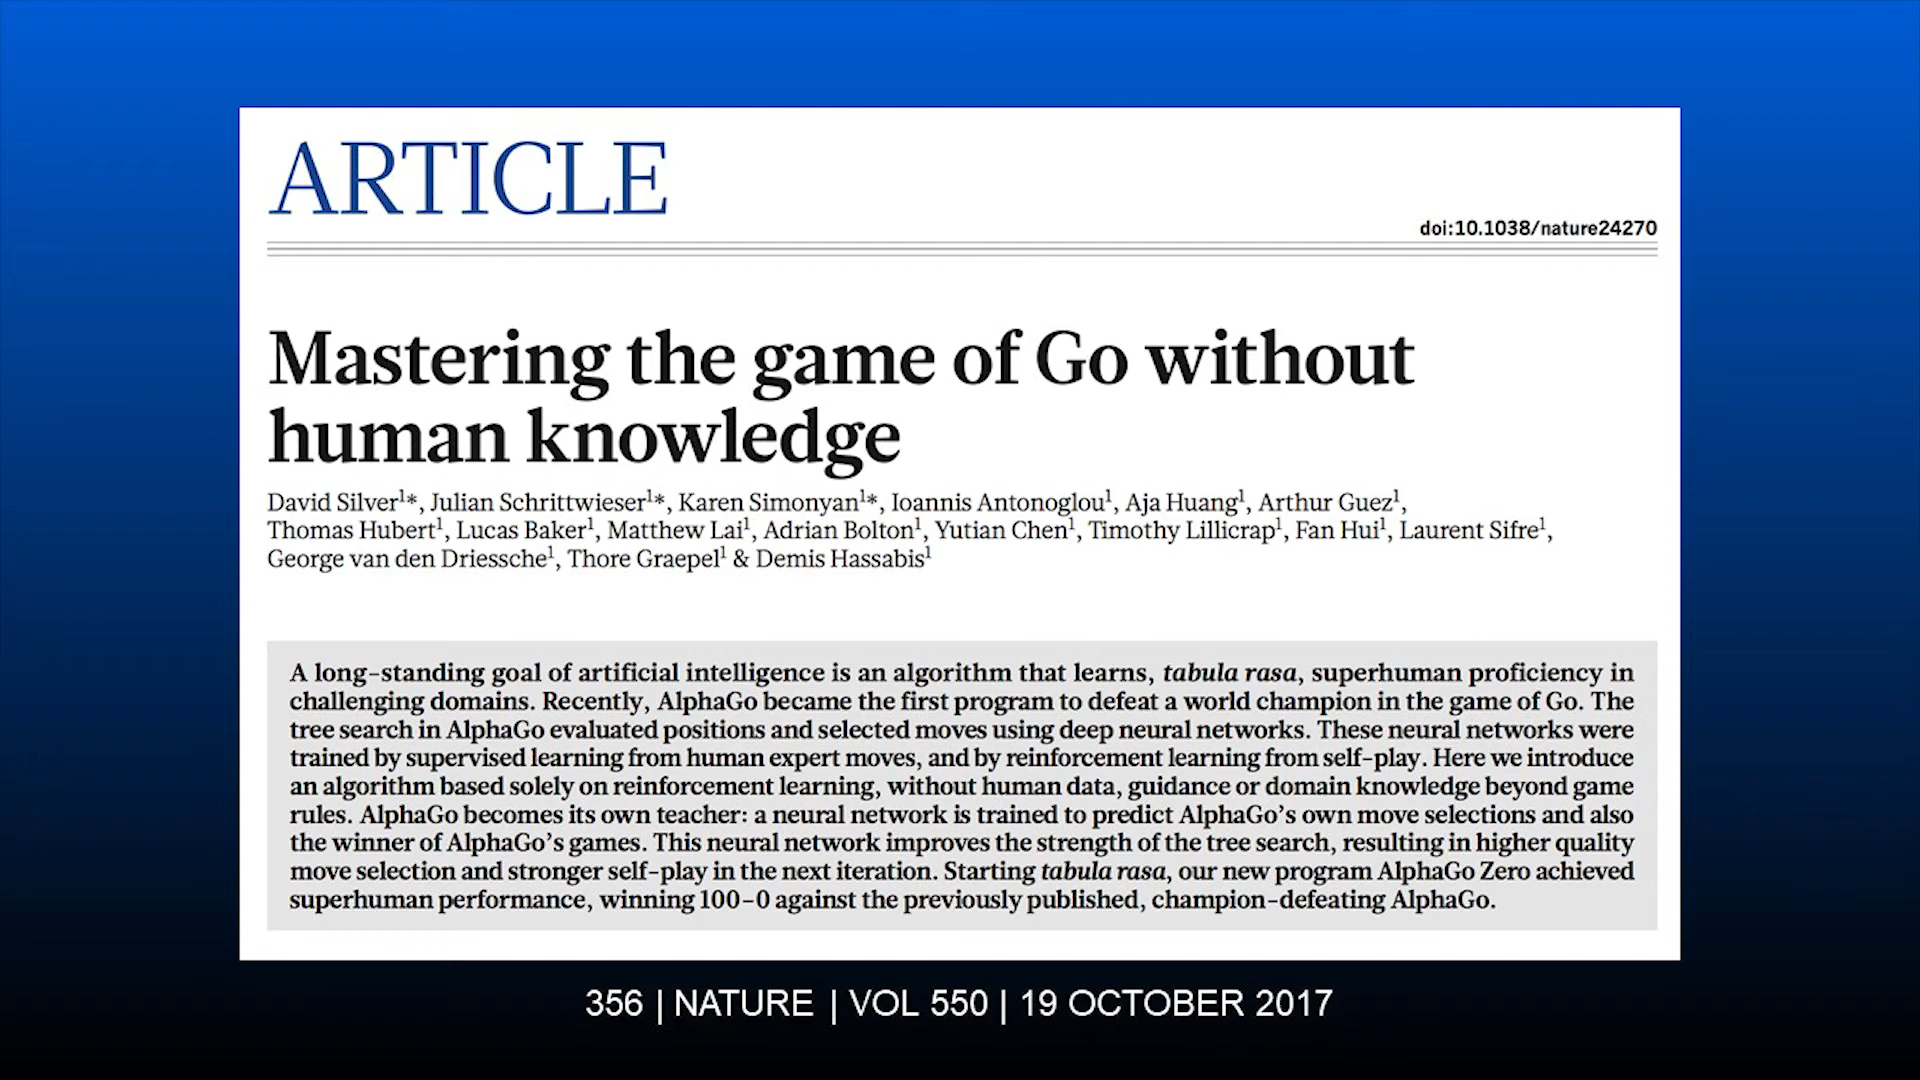 ARTICLE
doi:10.1038/nature24270
Mastering the game of Go without
human knowledge
David Silver¹*, Julian Schrittwieser¹*, Karen Simonyan¹*, Ioannis Antonoglou¹, Aja Huang¹, Arthur Guez¹,
Thomas Hubert¹, Lucas Baker¹, Matthew Lai¹, Adrian Bolton¹, Yutian Chen¹, Timothy Lillicrap¹, Fan Hui¹, Laurent Sifre¹,
George van den Driessche¹, Thore Graepel¹ & Demis Hassabis¹
A long-standing goal of artificial intelligence is an algorithm that learns, tabula rasa, superhuman proficiency in
challenging domains. Recently, AlphaGo became the first program to defeat a world champion in the game of Go. The
tree search in AlphaGo evaluated positions and selected moves using deep neural networks. These neural networks were
trained by supervised learning from human expert moves, and by reinforcement learning from self-play. Here we introduce
an algorithm based solely on reinforcement learning, without human data, guidance or domain knowledge beyond game
rules. AlphaGo becomes its own teacher: a neural network is trained to predict AlphaGo's own move selections and also
the winner of AlphaGo's games. This neural network improves the strength of the tree search, resulting in higher quality
move selection and stronger self-play in the next iteration. Starting tabula rasa, our new program AlphaGo Zero achieved
superhuman performance, winning 100–0 against the previously published, champion-defeating AlphaGo.
356 | NATURE | VOL 550 | 19 OCTOBER 2017